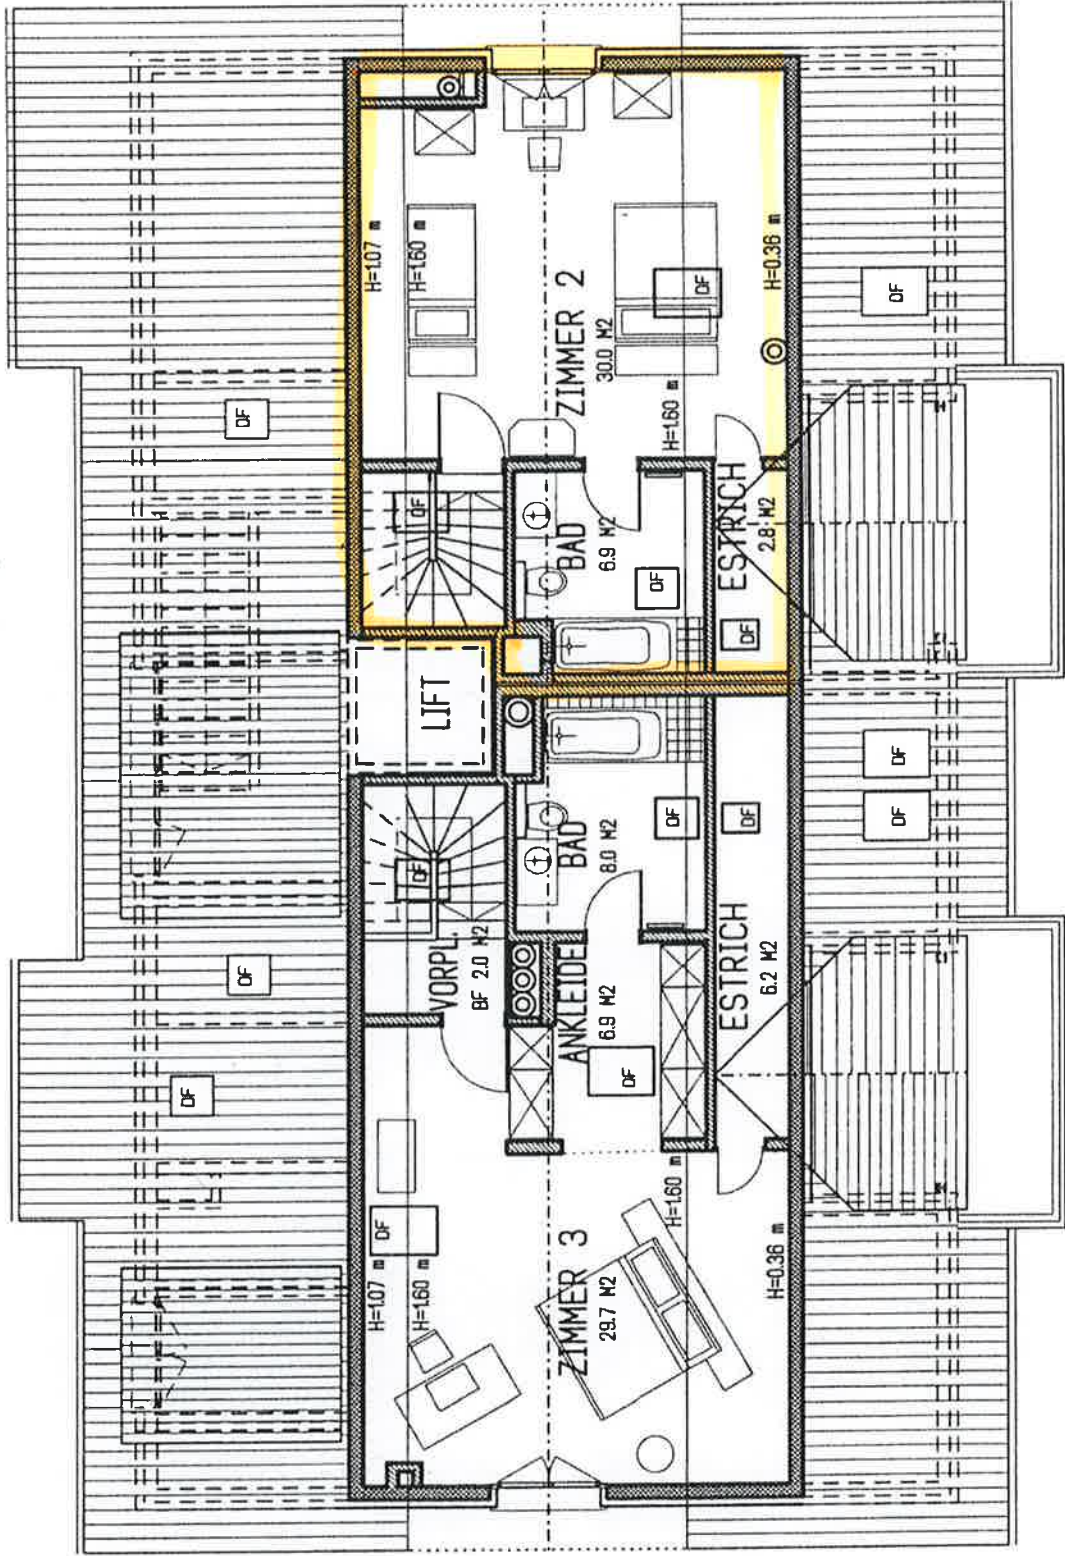 H=1.07 m
H=1.60 m
ZIMMER 2
30.0 M2
DF
H=1.60 m
H=0.36 m
DF
DF
DF
BAD
6.9 M2
DF
ESTRICH
2.8 M2
DF
LIFT
DF
VORPL.
BF 2.0 M2
BAD
8.0 M2
DF
DF
DF
DF
ANKLEIDE
6.9 M2
DF
ESTRICH
6.2 M2
DF
DF
DF
H=1.07 m
H=1.60 m
ZIMMER 3
29.7 M2
H=1.60 m
H=0.36 m